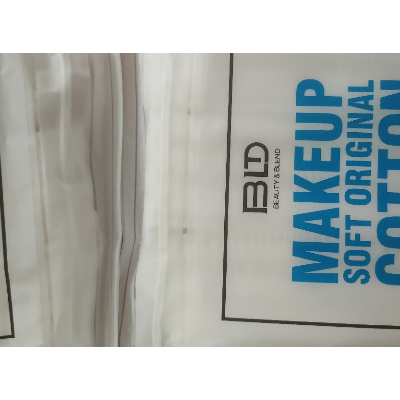 BLD
BEAUTY & BLEND
MAKEUP
SOFT ORIGINAL
COTTON